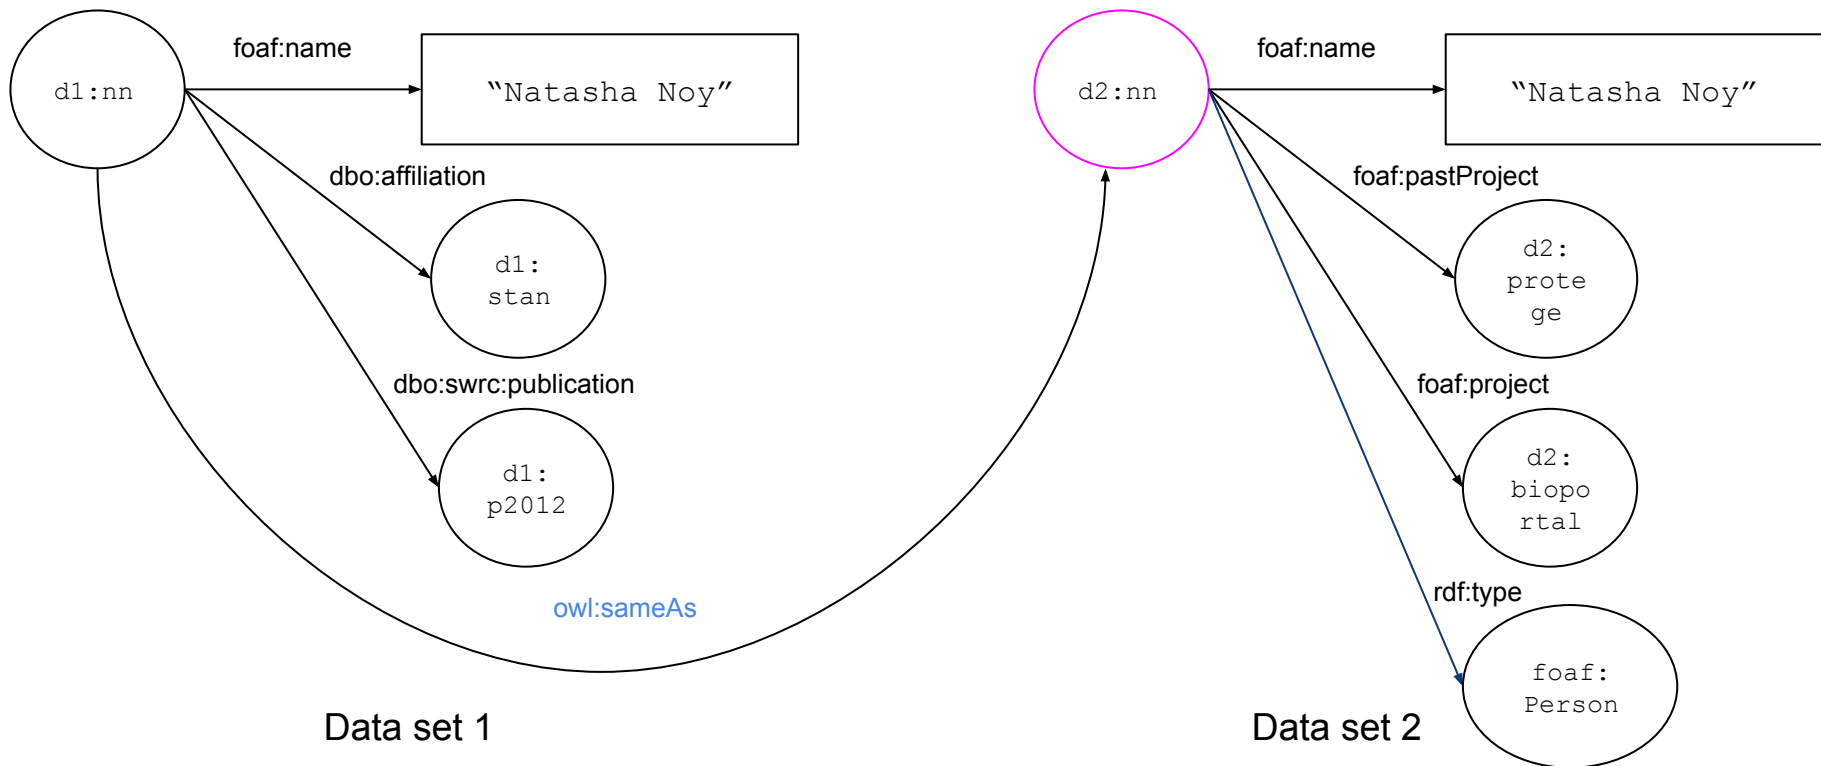 d1:nn
foaf:name
“Natasha Noy”
dbo:affiliation
d1:
stan
dbo:swrc:publication
d1:
p2012
owl:sameAs
Data set 1
d2:nn
foaf:name
“Natasha Noy”
foaf:pastProject
d2:
prote
ge
foaf:project
d2:
biopo
rtal
rdf:type
foaf:
Person
Data set 2